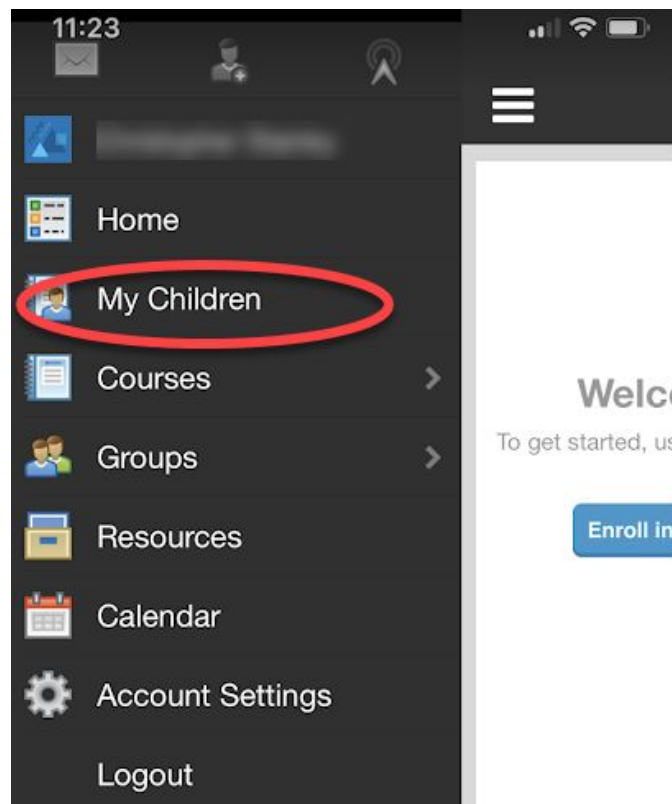 11:23
Home
My Children
Courses
Groups
Resources
Calendar
Account Settings
Logout
Welc
To get started, us
Enroll in